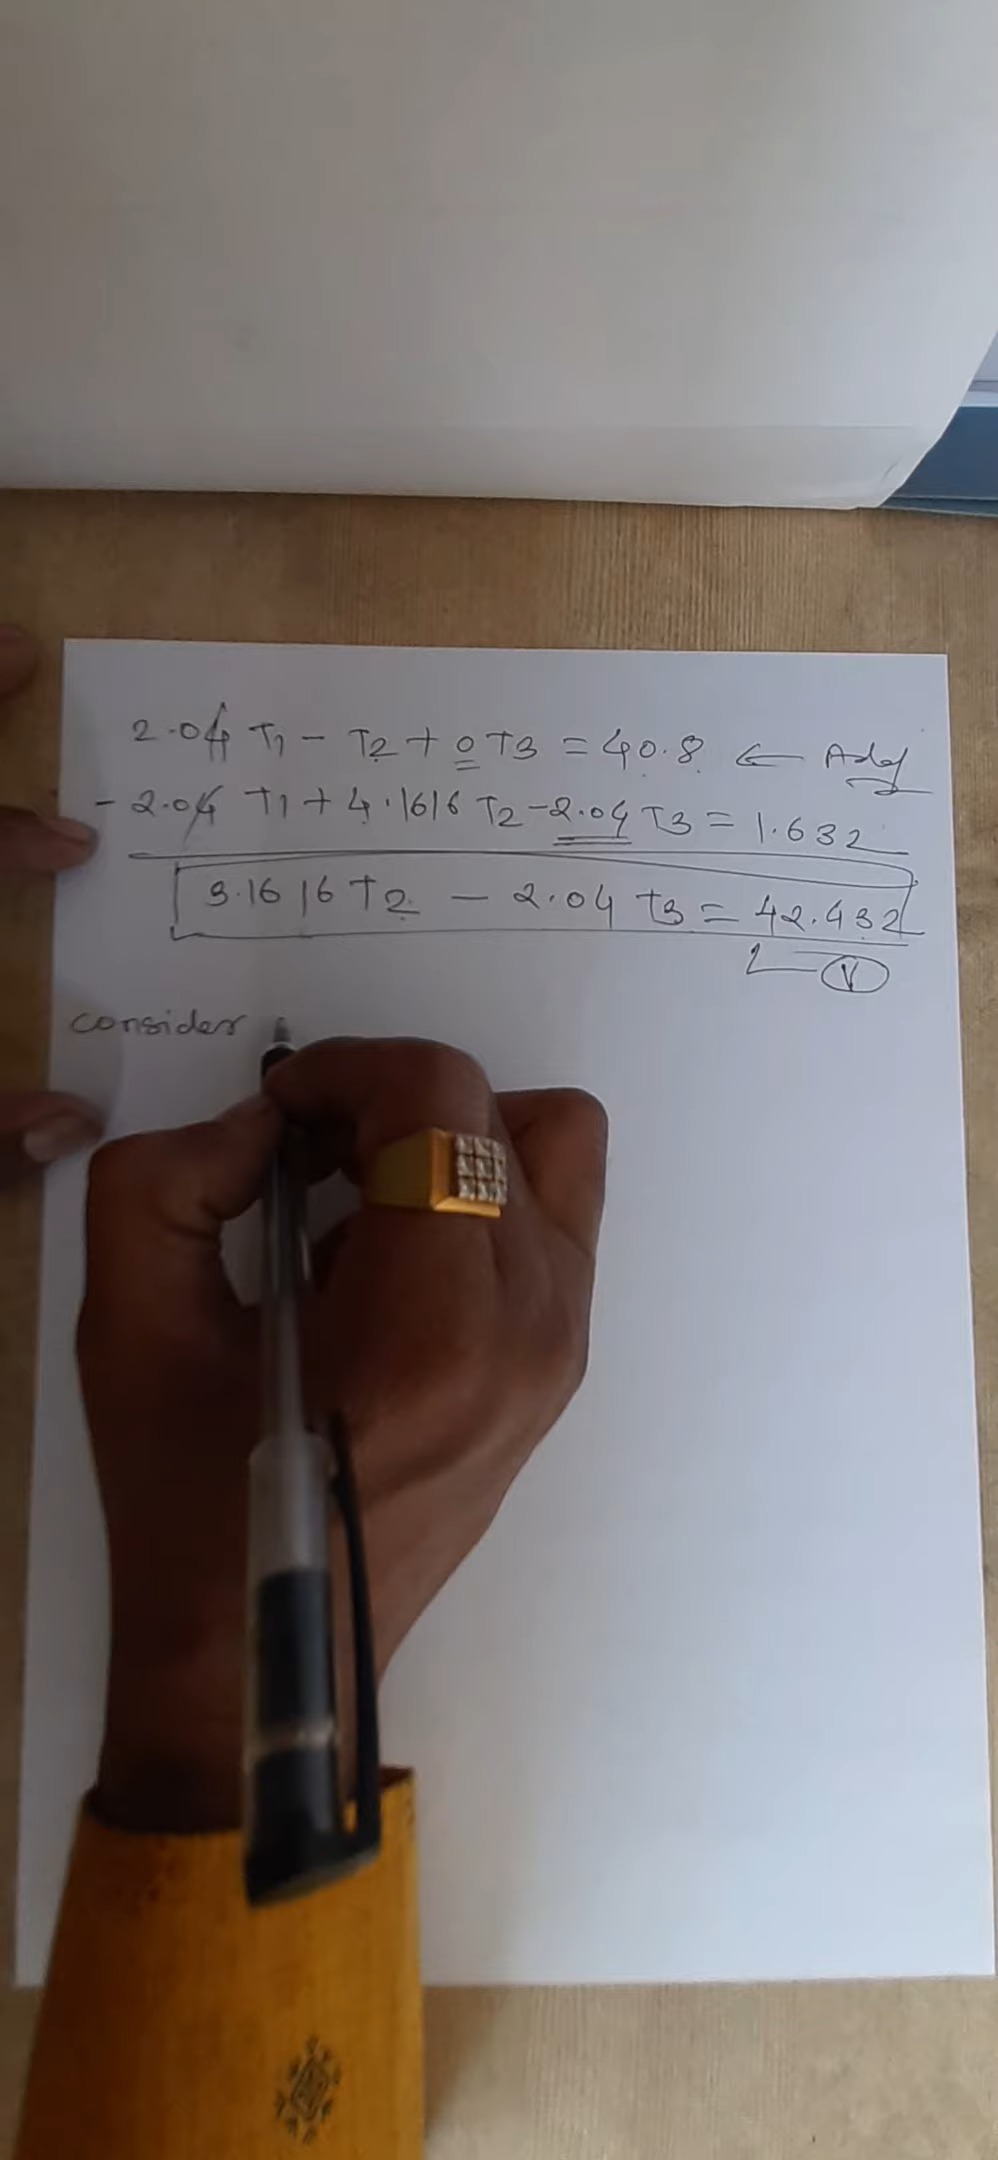 2.04 T1 - T2 + 0 T3 = 40.8 ← Add
- 2.04 T1 + 4.1616 T2 - 2.04 T3 = 1.632
3.1616 T2 - 2.04 T3 = 42.432
V
consider